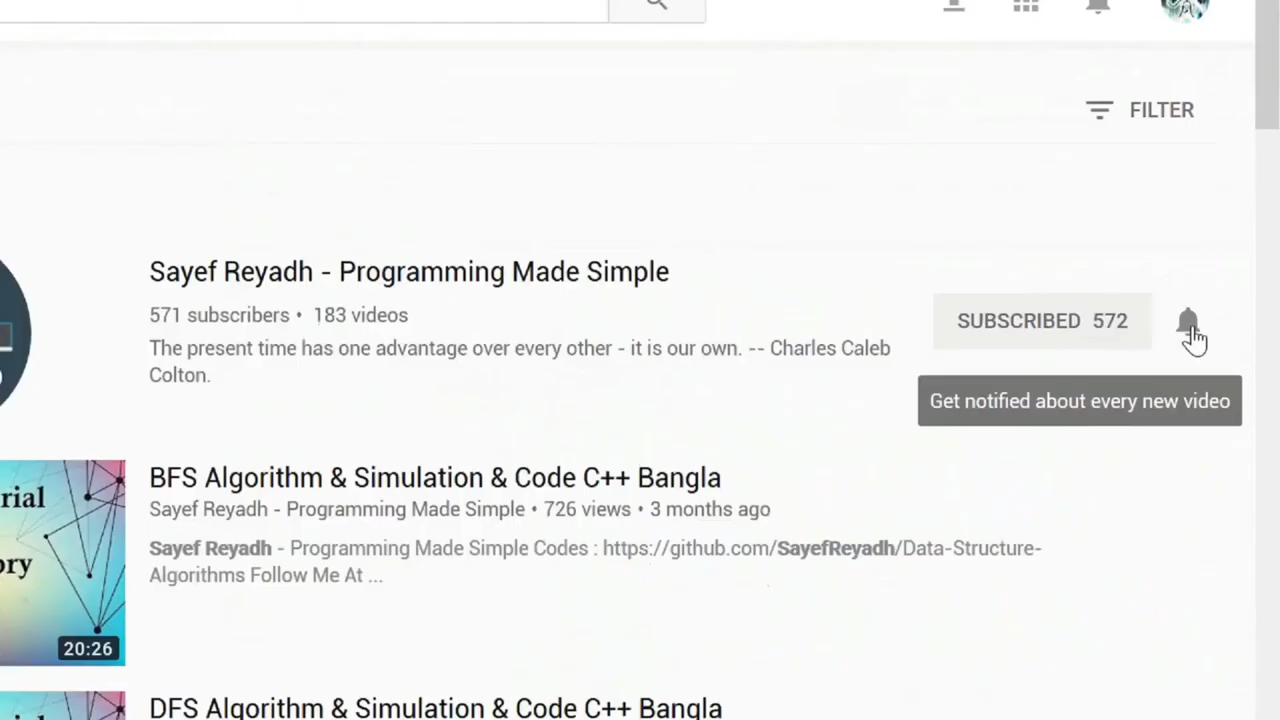 FILTER
Sayef Reyadh - Programming Made Simple
571 subscribers • 183 videos
SUBSCRIBED 572
The present time has one advantage over every other - it is our own. -- Charles Caleb
Colton.
Get notified about every new video
BFS Algorithm & Simulation & Code C++ Bangla
Sayef Reyadh - Programming Made Simple • 726 views • 3 months ago
Sayef Reyadh - Programming Made Simple Codes : https://github.com/SayefReyadh/Data-Structure-
Algorithms Follow Me At ...
20:26
DFS Algorithm & Simulation & Code C++ Bangla